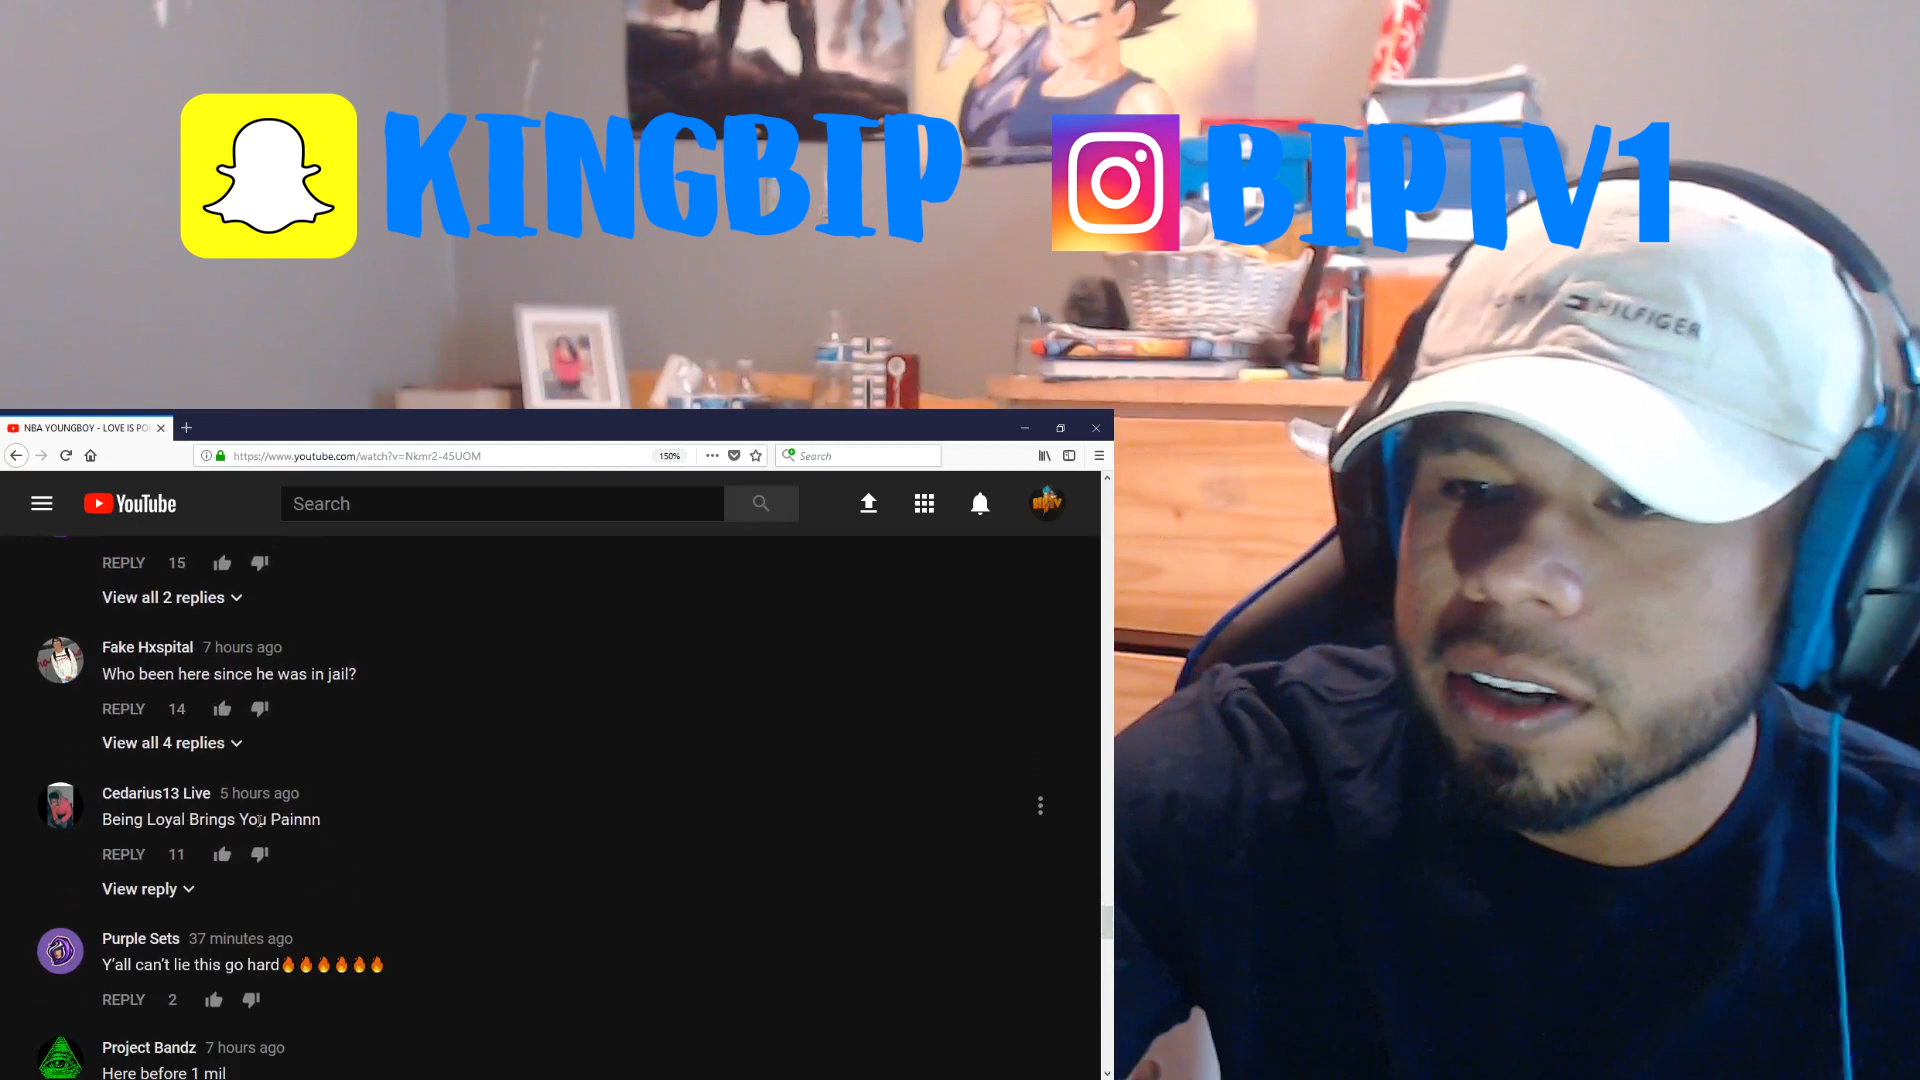 KINGBIP
BIPTV1
HILFIGER
NBA YOUNGBOY - LOVE IS PO
https://www.youtube.com/watch?v=Nkmr2-45UOM
150%
Search
YouTube
Search
BIPTV
REPLY 15
View all 2 replies
Fake Hxspital 7 hours ago
Who been here since he was in jail?
REPLY 14
View all 4 replies
Cedarius13 Live 5 hours ago
Being Loyal Brings You Painnn
REPLY 11
View reply
Purple Sets 37 minutes ago
Y'all can't lie this go hard🔥🔥🔥🔥🔥🔥
REPLY 2
Project Bandz 7 hours ago
Here before 1 mil